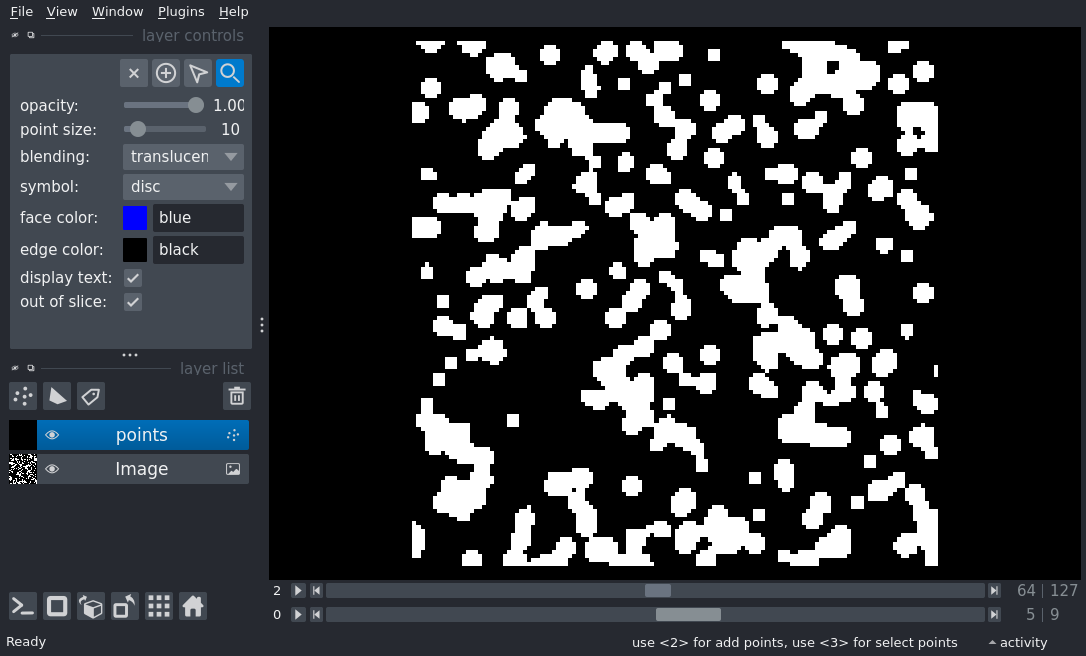 File View Window Plugins Help
layer controls
opacity: 1.00
point size: 10
blending: translucen
symbol: disc
face color: blue
edge color: black
display text:
out of slice:
layer list
points
Image
2 64 | 127
0 5 | 9
Ready use <2> for add points, use <3> for select points activity